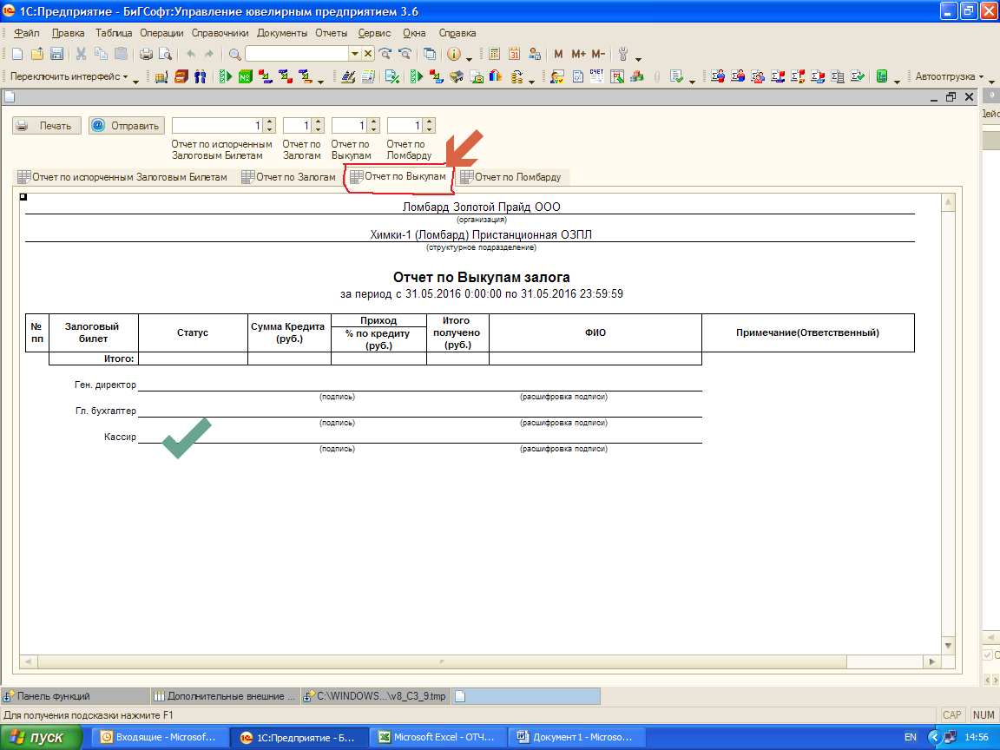 1С:Предприятие - БиГСофт:Управление ювелирным предприятием 3.6
Файл Правка Таблица Операции Справочники Документы Отчеты Сервис Окна Справка
M M+ M-
Переключить интерфейс
СЧЕТ
Автоотгрузка
Печать Отправить 1 1 1 1
Отчет по испорченным Залоговым Билетам
Отчет по Залогам
Отчет по Выкупам
Отчет по Ломбарду
Отчет по испорченным Залоговым Билетам Отчет по Залогам Отчет по Выкупам Отчет по Ломбарду
Ломбард Золотой Прайд ООО
(организация)
Химки-1 (Ломбард) Пристанционная ОЗПЛ
(структурное подразделение)
Отчет по Выкупам залога
за период с 31.05.2016 0:00:00 по 31.05.2016 23:59:59
№ пп
Залоговый билет
Статус
Сумма Кредита (руб.)
Приход
% по кредиту (руб.)
Итого получено (руб.)
ФИО
Примечание(Ответственный)
Итого:
Ген. директор
(подпись) (расшифровка подписи)
Гл. бухгалтер
(подпись) (расшифровка подписи)
Кассир
(подпись) (расшифровка подписи)
Панель функций Дополнительные внешние ... C:\WINDOWS...\v8_C3_9.tmp
Для получения подсказки нажмите F1 CAP NUM
пуск Входящие - Microsof... 1С:Предприятие - Б... Microsoft Excel - ОТЧ... Документ1 - Microso... EN 14:56